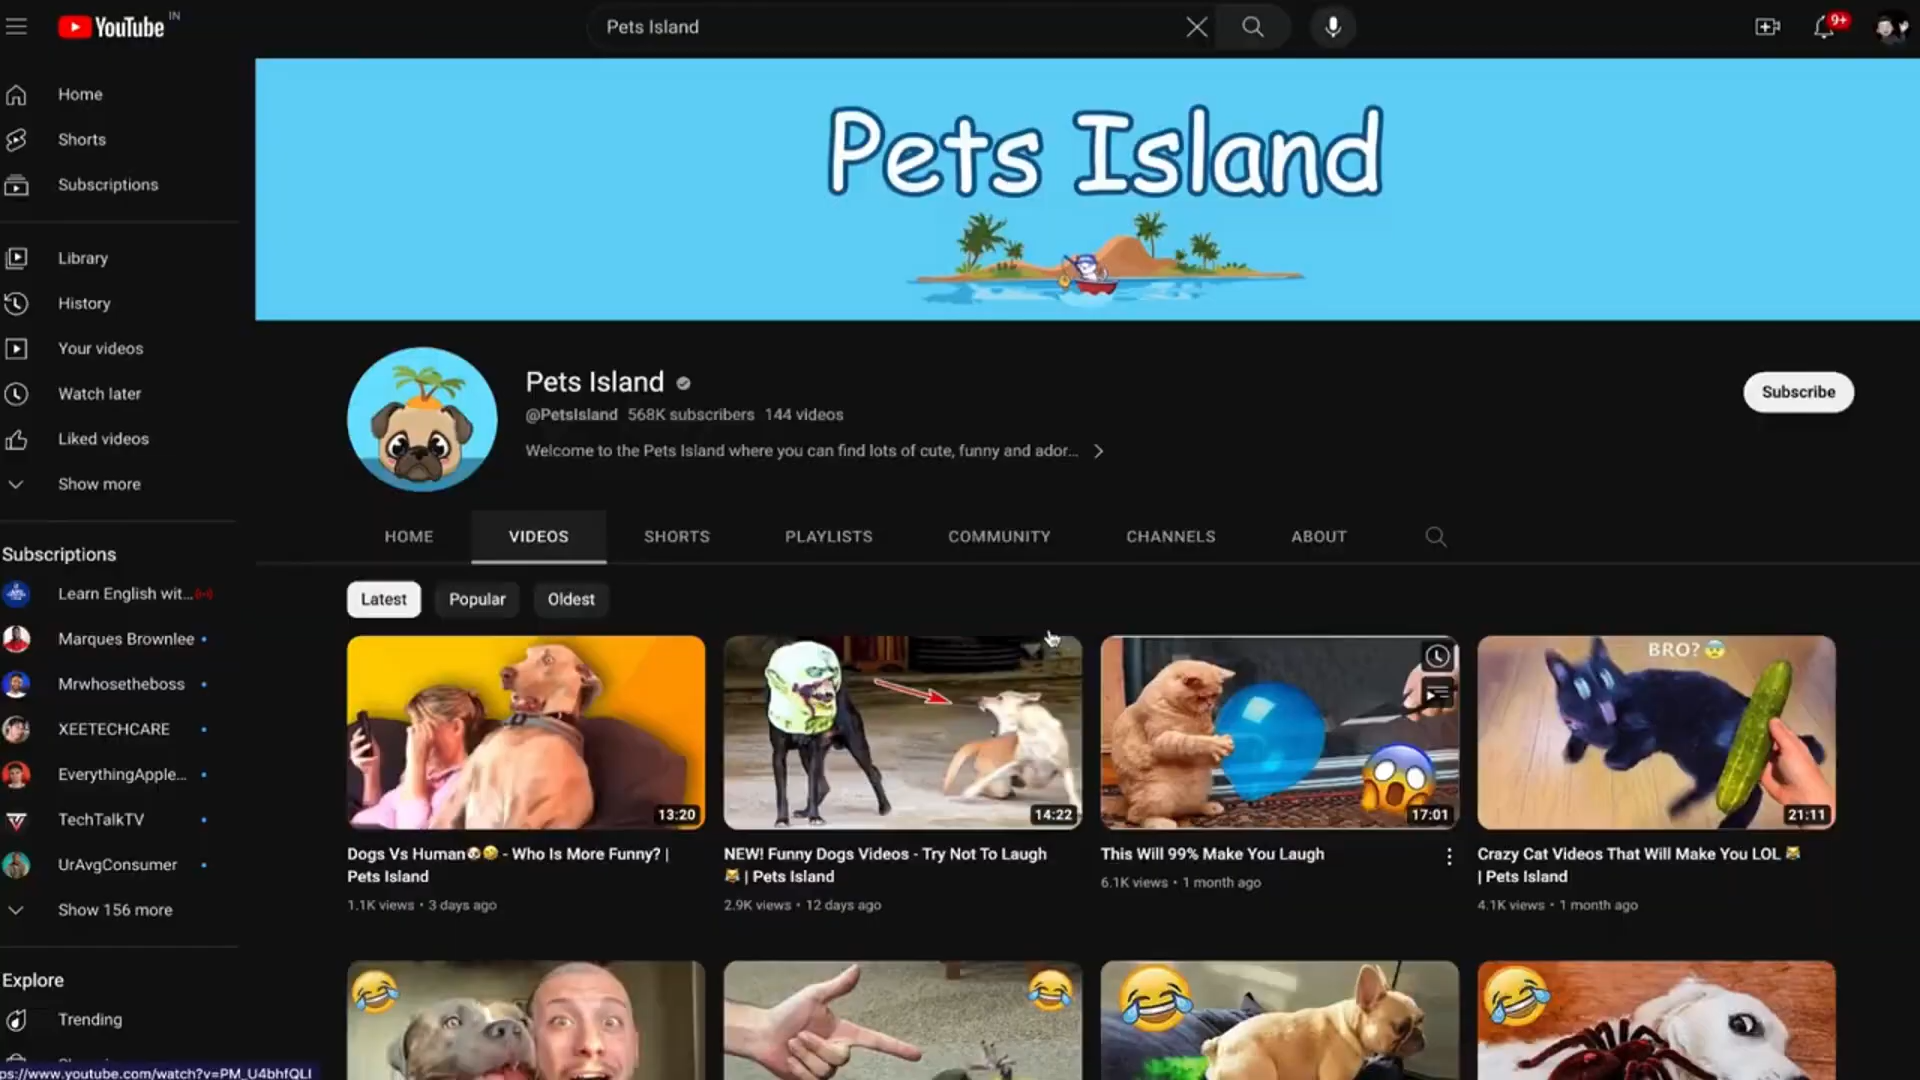 YouTube IN
Pets Island
9+
Home
Shorts
Subscriptions
Library
History
Your videos
Watch later
Liked videos
Show more
Subscriptions
Learn English wit...
Marques Brownlee
Mrwhosetheboss
XEETECHCARE
EverythingApple...
TechTalkTV
UrAvgConsumer
Show 156 more
Explore
Trending
Pets Island
Pets Island
@PetsIsland 568K subscribers 144 videos
Welcome to the Pets Island where you can find lots of cute, funny and ador...
Subscribe
HOME VIDEOS SHORTS PLAYLISTS COMMUNITY CHANNELS ABOUT
Latest Popular Oldest
13:20
Dogs Vs Human🐶🤣 - Who Is More Funny? |
Pets Island
1.1K views • 3 days ago
14:22
NEW! Funny Dogs Videos - Try Not To Laugh
😹 | Pets Island
2.9K views • 12 days ago
17:01
This Will 99% Make You Laugh
6.1K views • 1 month ago
BRO? 😨
21:11
Crazy Cat Videos That Will Make You LOL 😹
| Pets Island
4.1K views • 1 month ago
ps://www.youtube.com/watch?v=PM_U4bhfQLI